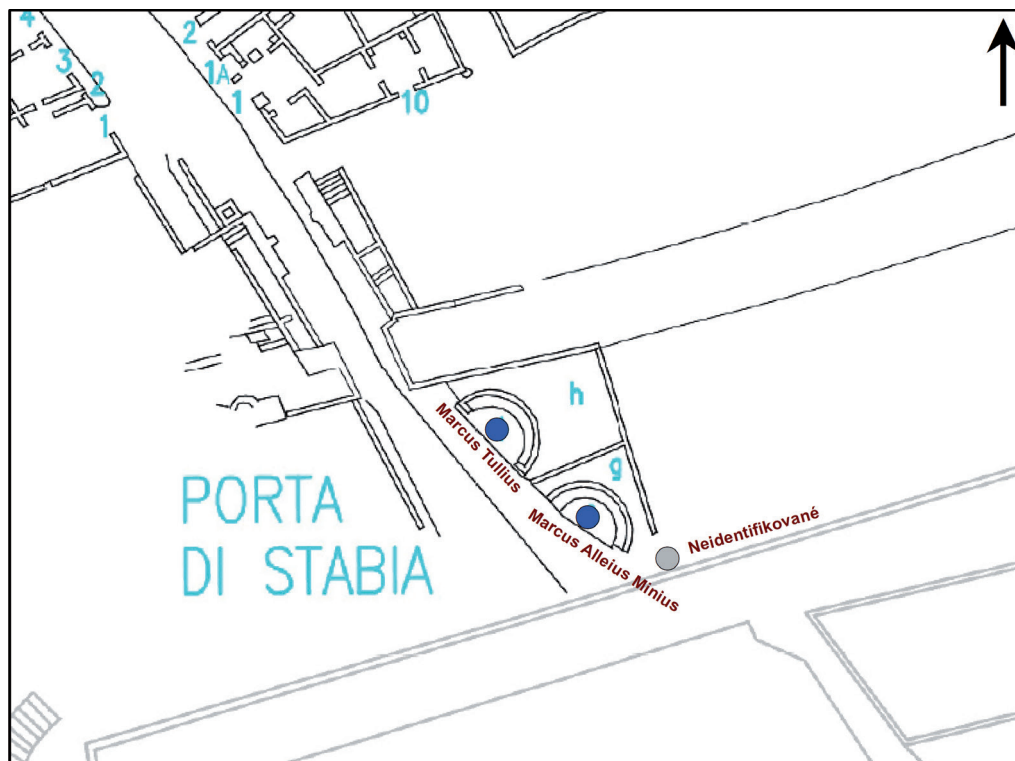 4
3
2
1
2
1A
1
10
h
g
Marcus Tullius
Marcus Alleius Minius
Neidentifikované
PORTA
DI STABIA